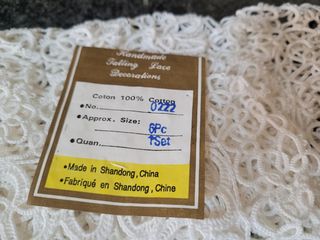 Handmade
Tatting Lace
Decorations
Coton 100% Cotton
•No. 0222
•Approx. Size:
6Pc
•Quan. 1Set
•Made in Shandong, China
•Fabriqué en Shandong, Chine